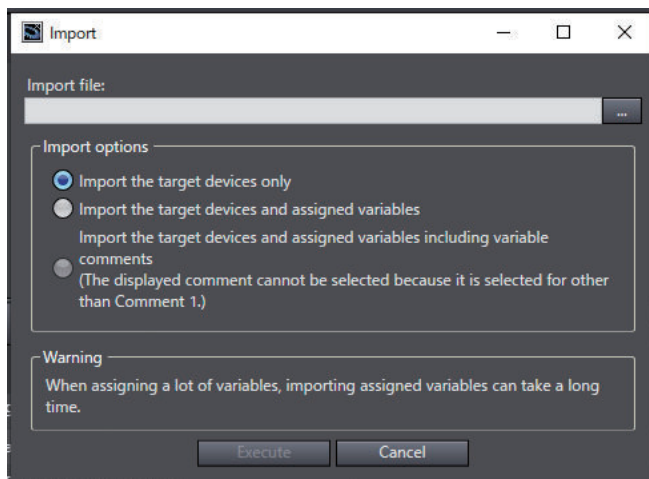 Import
Import file:
...
Import options
Import the target devices only
Import the target devices and assigned variables
Import the target devices and assigned variables including variable
comments
(The displayed comment cannot be selected because it is selected for other
than Comment 1.)
Warning
When assigning a lot of variables, importing assigned variables can take a long
time.
Execute
Cancel